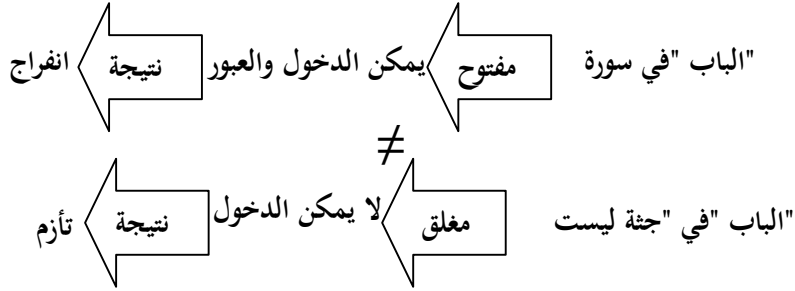 "الباب "في سورة مفتوح يمكن الدخول والعبور نتيجة انفراج
≠
"الباب "في "جثة ليست مغلق لا يمكن الدخول نتيجة تأزم